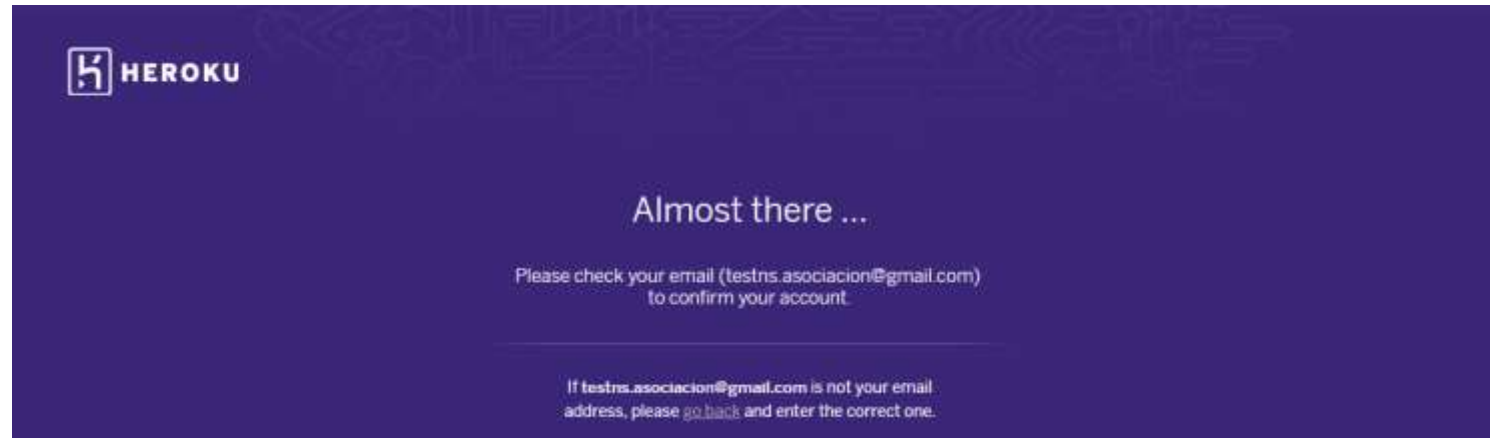 HEROKU
Almost there ...
Please check your email (testns.asociacion@gmail.com)
to confirm your account.
If testns.asociacion@gmail.com is not your email
address, please go back and enter the correct one.